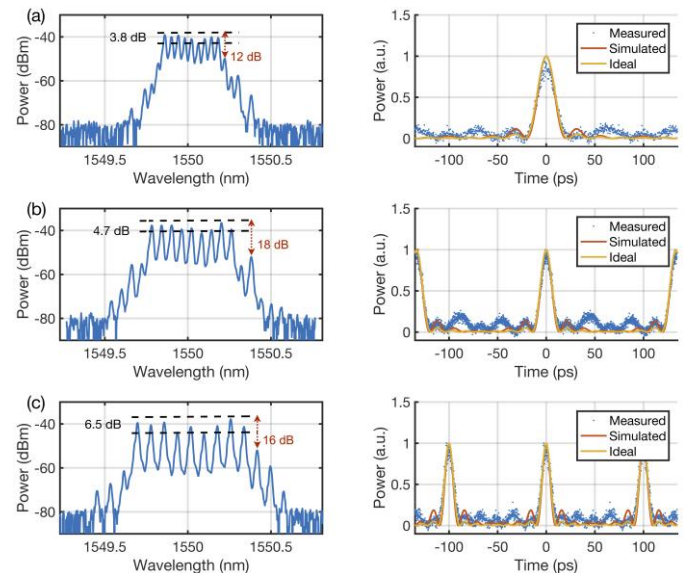 (a)
-40
-60
-80
Power (dBm)
3.8 dB
12 dB
1549.5
1550
1550.5
Wavelength (nm)
1.5
1
0.5
0
Power (a.u.)
Measured
Simulated
Ideal
-100
-50
0
50
100
Time (ps)
(b)
-40
-60
-80
Power (dBm)
4.7 dB
18 dB
1549.5
1550
1550.5
Wavelength (nm)
1.5
1
0.5
0
Power (a.u.)
Measured
Simulated
Ideal
-100
-50
0
50
100
Time (ps)
(c)
-40
-60
-80
Power (dBm)
6.5 dB
16 dB
1549.5
1550
1550.5
Wavelength (nm)
1.5
1
0.5
0
Power (a.u.)
Measured
Simulated
Ideal
-100
-50
0
50
100
Time (ps)